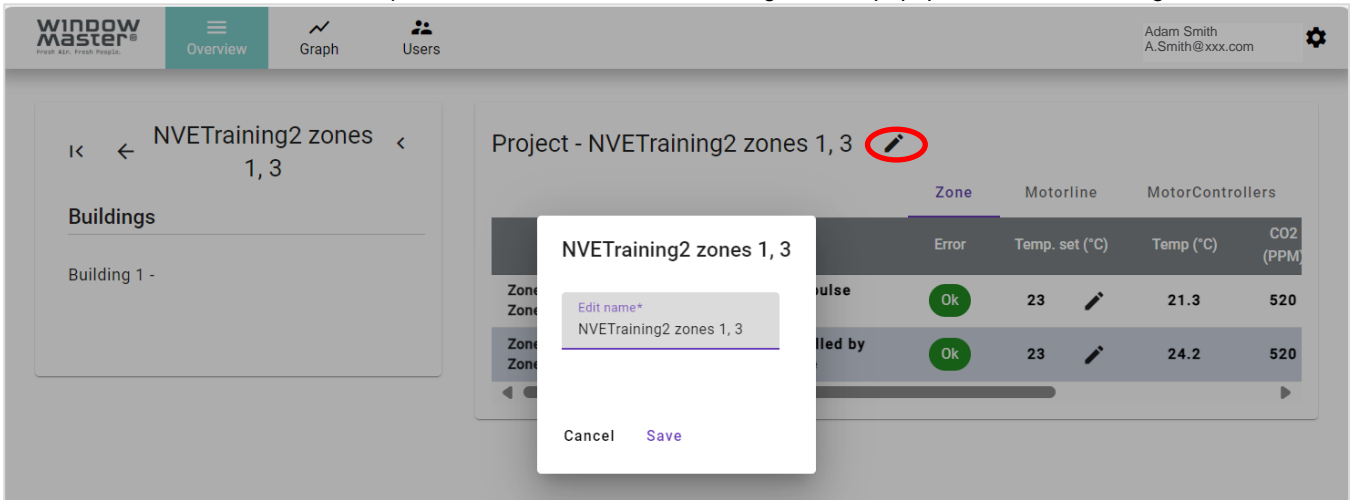 WINDOW
Master®
Fresh Air. Fresh People.
Overview
Graph
Users
Adam Smith
A.Smith@xxx.com
NVETraining2 zones
1, 3
Buildings
Building 1 -
Project - NVETraining2 zones 1, 3
Zone
Motorline
MotorControllers
Error
Temp. set (°C)
Temp (°C)
CO2
(PPM)
Zone
Zone
Ok
23
21.3
520
Zone
lled by
Zone
Ok
23
24.2
520
NVETraining2 zones 1, 3
Edit name*
NVETraining2 zones 1, 3
Cancel
Save